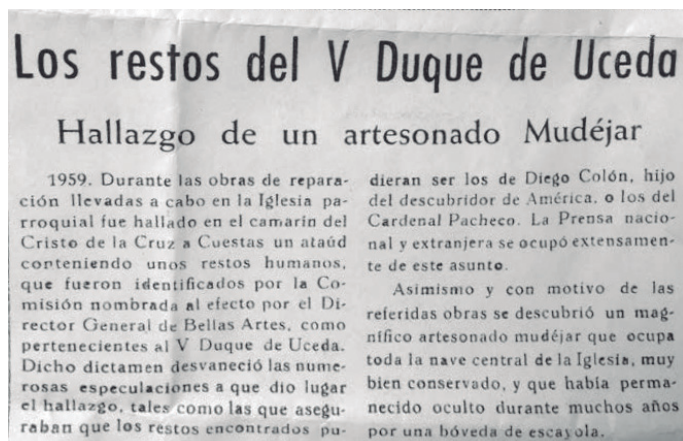 Los restos del V Duque de Uceda
Hallazgo de un artesonado Mudéjar
1959. Durante las obras de repara-
ción llevadas a cabo en la Iglesia pa-
rroquial fue hallado en el camarín del
Cristo de la Cruz a Cuestas un ataúd
conteniendo unos restos humanos,
que fueron identificados por la Co-
misión nombrada al efecto por el Di-
rector General de Bellas Artes, como
pertenecientes al V Duque de Uceda.
Dicho dictamen desvaneció las nume-
rosas especulaciones a que dio lugar
el hallazgo, tales como las que asegu-
raban que los restos encontrados pu-
dieran ser los de Diego Colón, hijo
del descubridor de América, o los del
Cardenal Pacheco. La Prensa nacio-
nal y extranjera se ocupó extensamen-
te de este asunto.
Asimismo y con motivo de las
referidas obras se descubrió un mag-
nífico artesonado mudéjar que ocupa
toda la nave central de la Iglesia, muy
bien conservado, y que había perma-
necido oculto durante muchos años
por una bóveda de escayola.